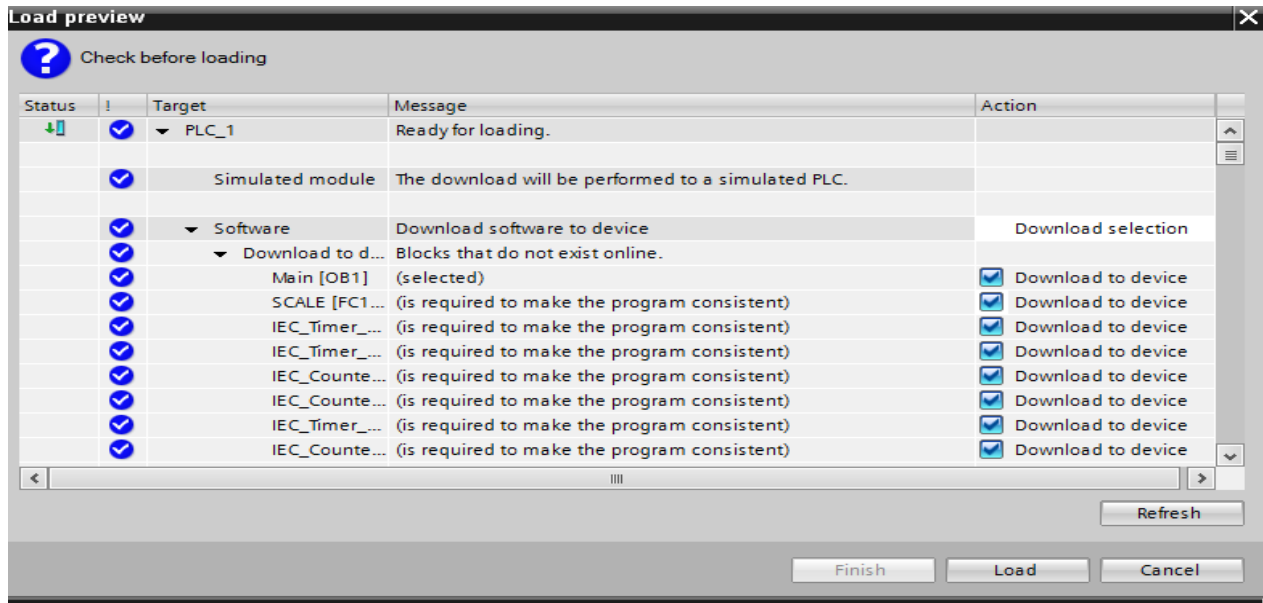 Load preview
Check before loading
Status ! Target Message Action
PLC_1 Ready for loading.
Simulated module The download will be performed to a simulated PLC.
Software Download software to device Download selection
Download to d... Blocks that do not exist online.
Main [OB1] (selected) Download to device
SCALE [FC1... (is required to make the program consistent) Download to device
IEC_Timer_... (is required to make the program consistent) Download to device
IEC_Timer_... (is required to make the program consistent) Download to device
IEC_Counte... (is required to make the program consistent) Download to device
IEC_Counte... (is required to make the program consistent) Download to device
IEC_Timer_... (is required to make the program consistent) Download to device
IEC_Counte... (is required to make the program consistent) Download to device
Refresh
Finish Load Cancel